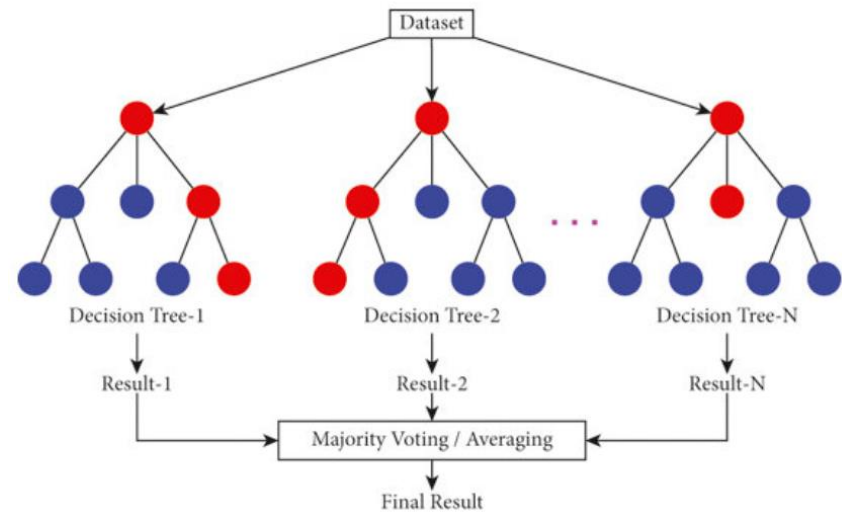 Dataset
Decision Tree-1
Decision Tree-2
Decision Tree-N
Result-1
Result-2
Result-N
Majority Voting / Averaging
Final Result